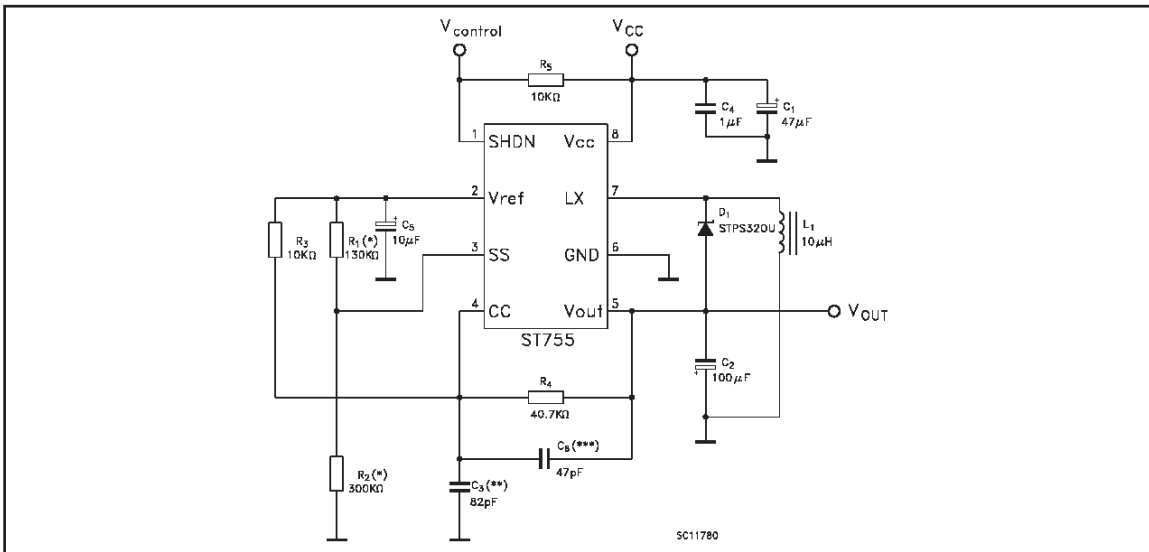 Vcontrol
VCC
R5
10KΩ
C4
1μF
+
C1
47μF
1
SHDN
Vcc
8
2
Vref
LX
7
3
SS
GND
6
4
CC
Vout
5
ST755
R3
10KΩ
R1(*)
130KΩ
+
C5
10μF
D1
STPS320U
L1
10μH
VOUT
C2
100μF
+
R4
40.7KΩ
C6(***)
47pF
R2(*)
300KΩ
C3(**)
82pF
SC11780